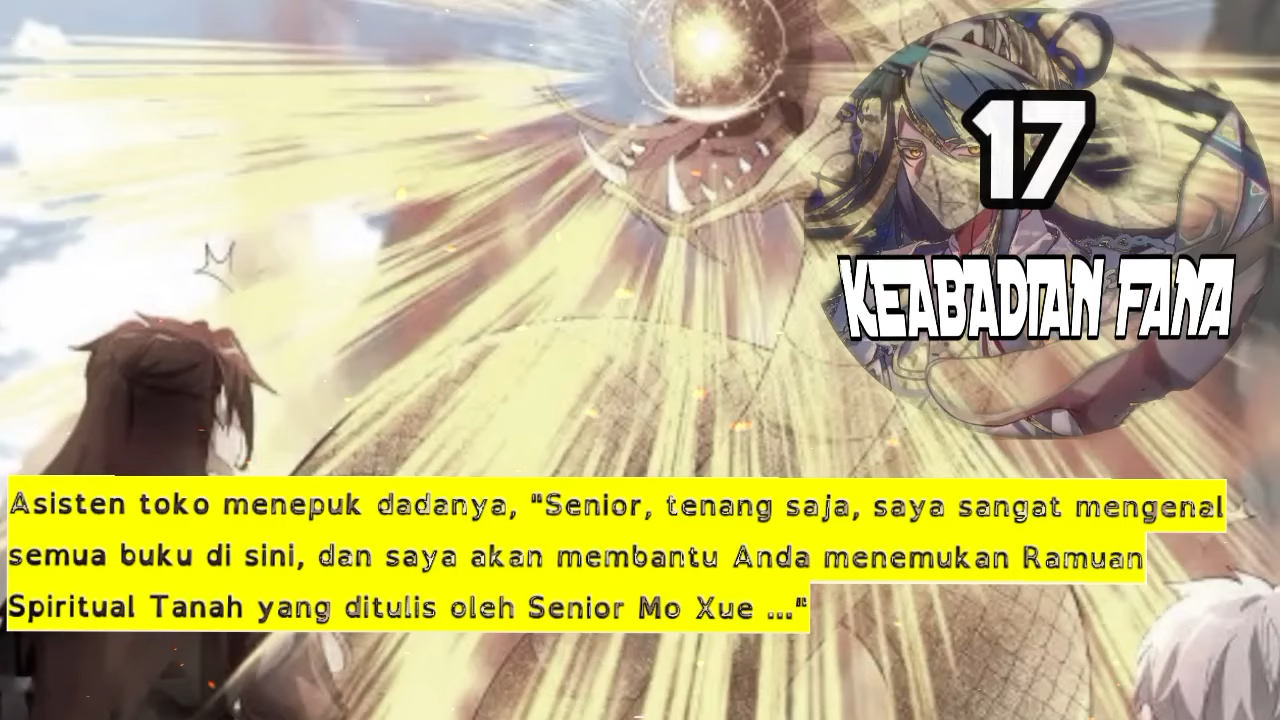 17
KEABADIAN FANA
Asisten toko menepuk dadanya, "Senior, tenang saja, saya sangat mengenal
semua buku di sini, dan saya akan membantu Anda menemukan Ramuan
Spiritual Tanah yang ditulis oleh Senior Mo Xue ..."